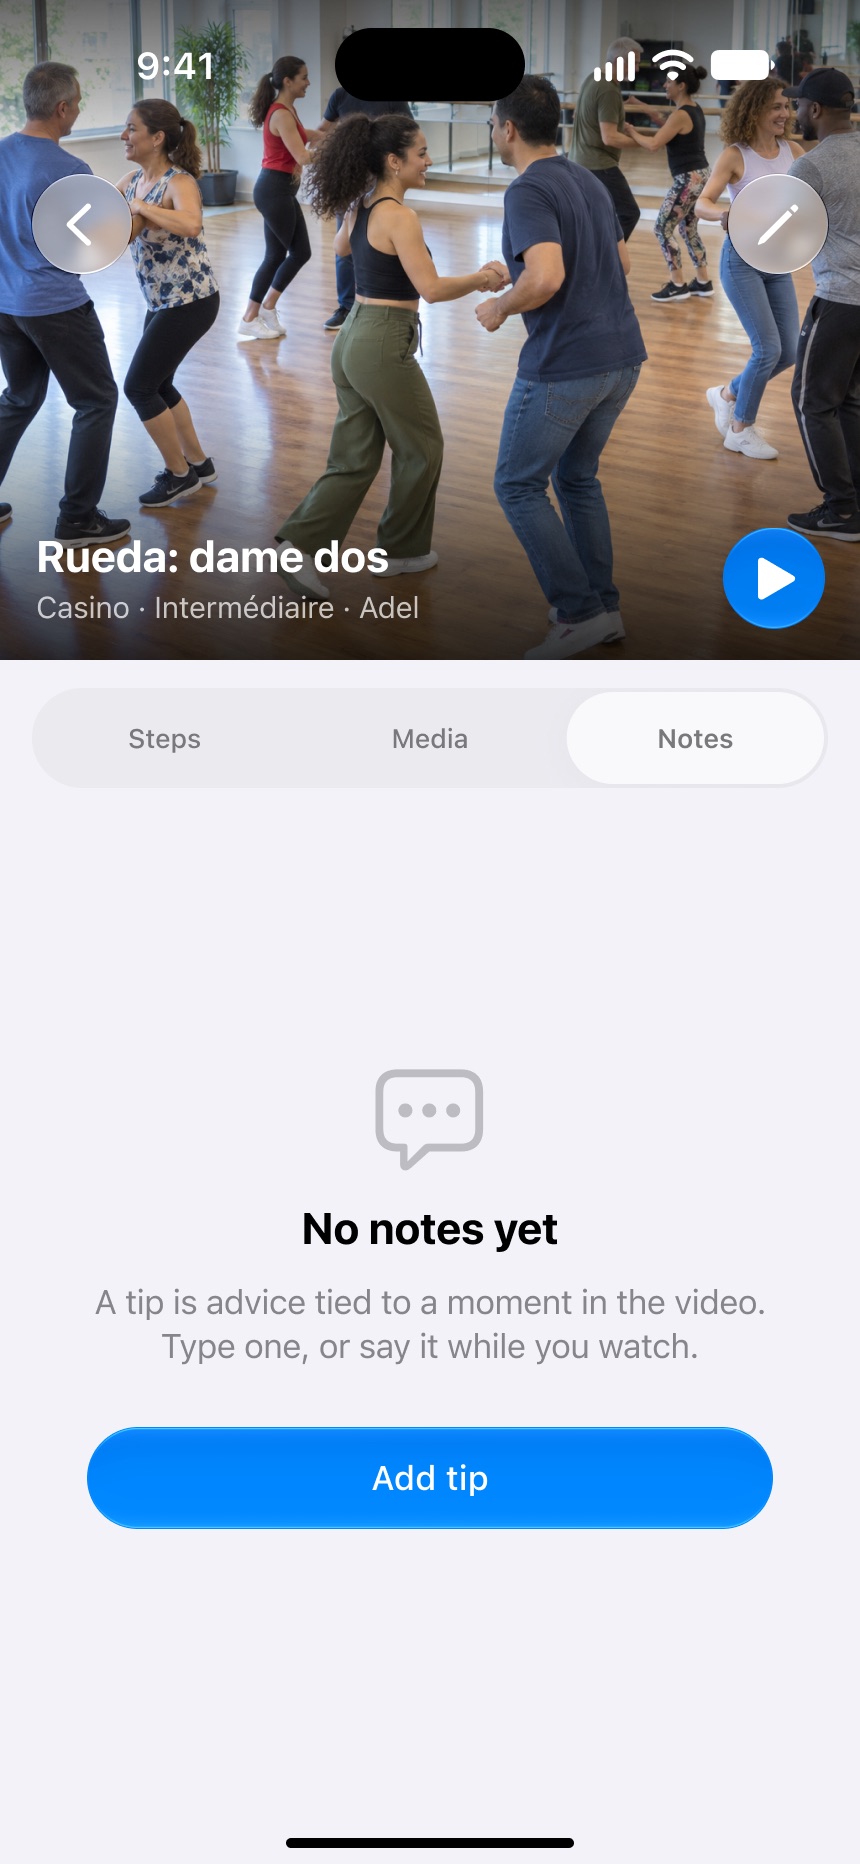 9:41
Rueda: dame dos
Casino · Intermédiaire · Adel
Steps
Media
Notes
No notes yet
A tip is advice tied to a moment in the video.
Type one, or say it while you watch.
Add tip